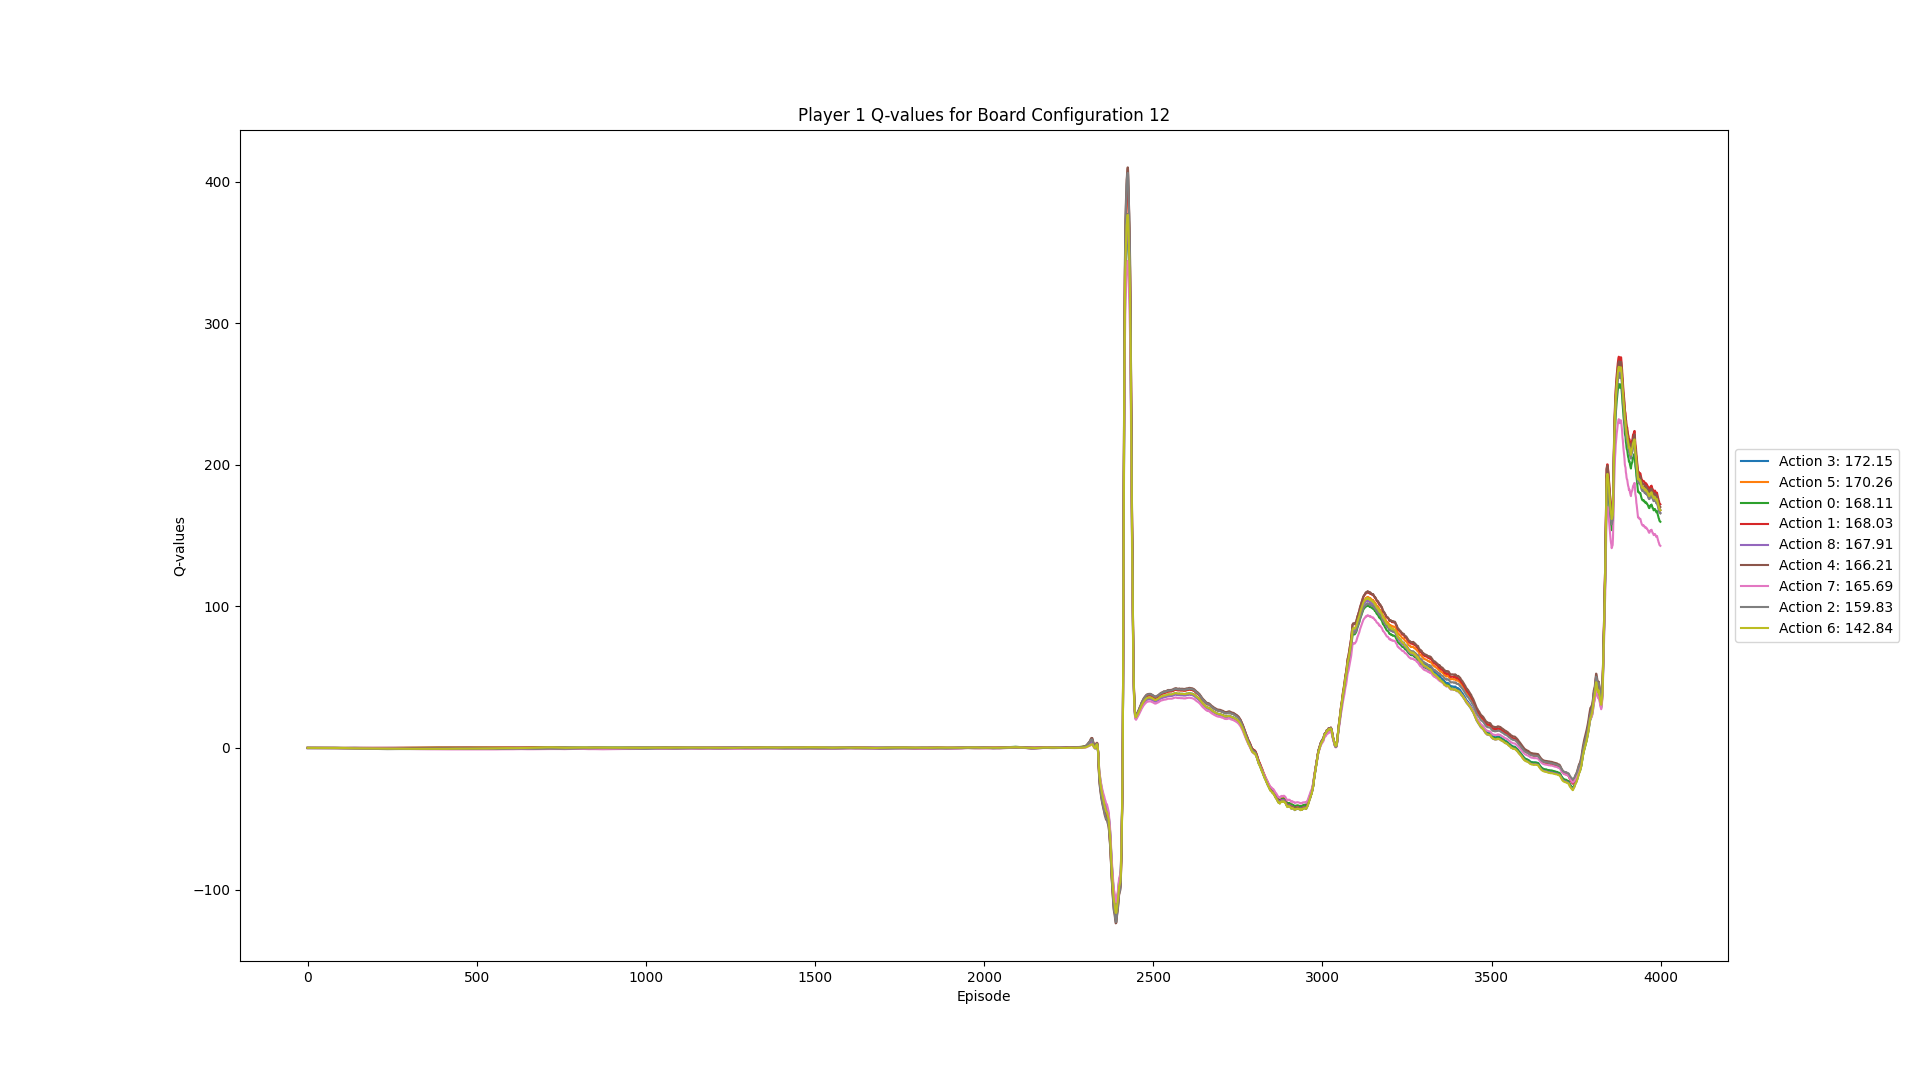 Player 1 Q-values for Board Configuration 12
400
300
200
100
0
−100
Q-values
0
500
1000
1500
2000
2500
3000
3500
4000
Episode
Action 3: 172.15
Action 5: 170.26
Action 0: 168.11
Action 1: 168.03
Action 8: 167.91
Action 4: 166.21
Action 7: 165.69
Action 2: 159.83
Action 6: 142.84